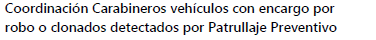 Coordinación Carabineros vehículos con encargo por
robo o clonados detectados por Patrullaje Preventivo